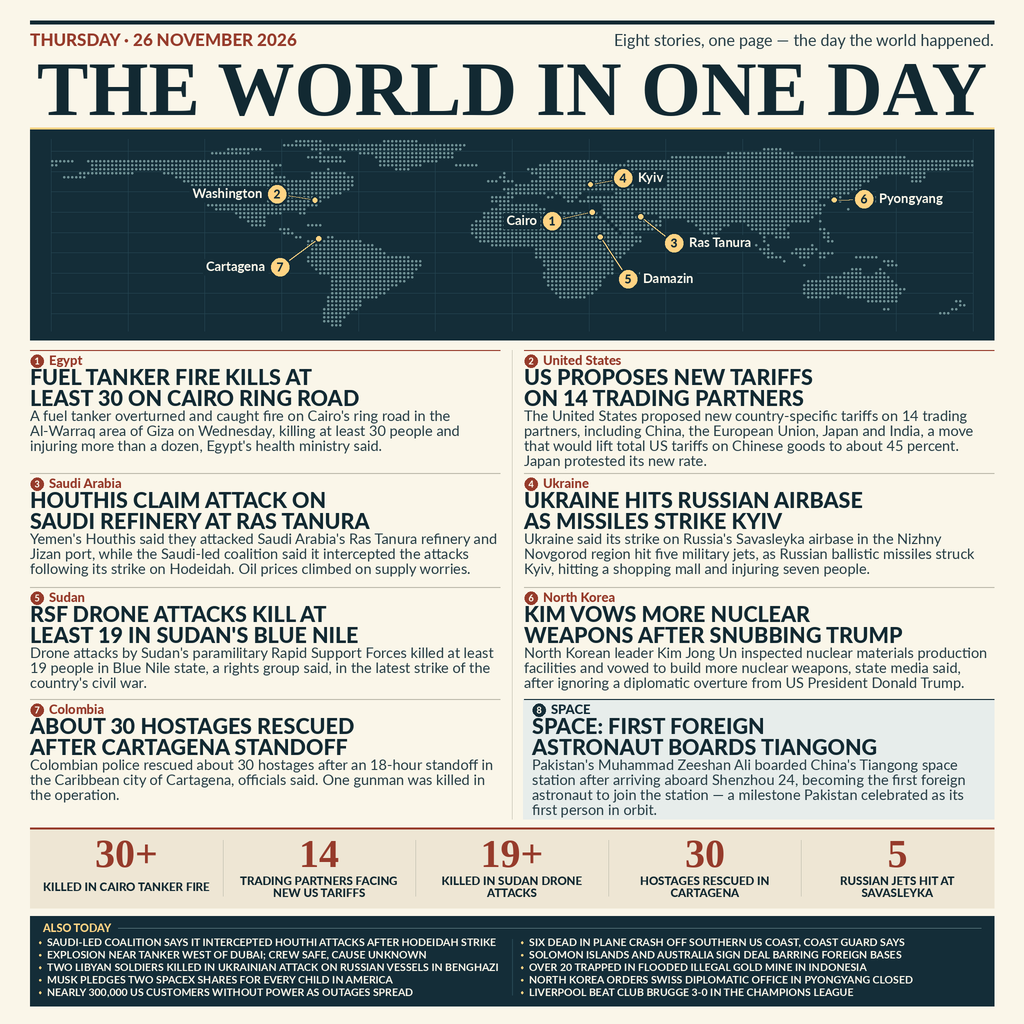 THURSDAY · 26 NOVEMBER 2026
Eight stories, one page — the day the world happened.
THE WORLD IN ONE DAY
Washington 2
4 Kyiv
6 Pyongyang
Cairo 1
3 Ras Tanura
Cartagena 7
5 Damazin
1 Egypt
FUEL TANKER FIRE KILLS AT
LEAST 30 ON CAIRO RING ROAD
A fuel tanker overturned and caught fire on Cairo's ring road in the
Al-Warraq area of Giza on Wednesday, killing at least 30 people and
injuring more than a dozen, Egypt's health ministry said.
2 United States
US PROPOSES NEW TARIFFS
ON 14 TRADING PARTNERS
The United States proposed new country-specific tariffs on 14 trading
partners, including China, the European Union, Japan and India, a move
that would lift total US tariffs on Chinese goods to about 45 percent.
Japan protested its new rate.
3 Saudi Arabia
HOUTHIS CLAIM ATTACK ON
SAUDI REFINERY AT RAS TANURA
Yemen's Houthis said they attacked Saudi Arabia's Ras Tanura refinery and
Jizan port, while the Saudi-led coalition said it intercepted the attacks
following its strike on Hodeidah. Oil prices climbed on supply worries.
4 Ukraine
UKRAINE HITS RUSSIAN AIRBASE
AS MISSILES STRIKE KYIV
Ukraine said its strike on Russia's Savasleyka airbase in the Nizhny
Novgorod region hit five military jets, as Russian ballistic missiles struck
Kyiv, hitting a shopping mall and injuring seven people.
5 Sudan
RSF DRONE ATTACKS KILL AT
LEAST 19 IN SUDAN'S BLUE NILE
Drone attacks by Sudan's paramilitary Rapid Support Forces killed at least
19 people in Blue Nile state, a rights group said, in the latest strike of the
country's civil war.
6 North Korea
KIM VOWS MORE NUCLEAR
WEAPONS AFTER SNUBBING TRUMP
North Korean leader Kim Jong Un inspected nuclear materials production
facilities and vowed to build more nuclear weapons, state media said,
after ignoring a diplomatic overture from US President Donald Trump.
7 Colombia
ABOUT 30 HOSTAGES RESCUED
AFTER CARTAGENA STANDOFF
Colombian police rescued about 30 hostages after an 18-hour standoff in
the Caribbean city of Cartagena, officials said. One gunman was killed in
the operation.
8 SPACE
SPACE: FIRST FOREIGN
ASTRONAUT BOARDS TIANGONG
Pakistan's Muhammad Zeeshan Ali boarded China's Tiangong space
station after arriving aboard Shenzhou 24, becoming the first foreign
astronaut to join the station — a milestone Pakistan celebrated as its
first person in orbit.
30+
KILLED IN CAIRO TANKER FIRE
14
TRADING PARTNERS FACING
NEW US TARIFFS
19+
KILLED IN SUDAN DRONE
ATTACKS
30
HOSTAGES RESCUED IN
CARTAGENA
5
RUSSIAN JETS HIT AT
SAVASLEYKA
ALSO TODAY
• SAUDI-LED COALITION SAYS IT INTERCEPTED HOUTHI ATTACKS AFTER HODEIDAH STRIKE
• EXPLOSION NEAR TANKER WEST OF DUBAI; CREW SAFE, CAUSE UNKNOWN
• TWO LIBYAN SOLDIERS KILLED IN UKRAINIAN ATTACK ON RUSSIAN VESSELS IN BENGHAZI
• MUSK PLEDGES TWO SPACEX SHARES FOR EVERY CHILD IN AMERICA
• NEARLY 300,000 US CUSTOMERS WITHOUT POWER AS OUTAGES SPREAD
• SIX DEAD IN PLANE CRASH OFF SOUTHERN US COAST, COAST GUARD SAYS
• SOLOMON ISLANDS AND AUSTRALIA SIGN DEAL BARRING FOREIGN BASES
• OVER 20 TRAPPED IN FLOODED ILLEGAL GOLD MINE IN INDONESIA
• NORTH KOREA ORDERS SWISS DIPLOMATIC OFFICE IN PYONGYANG CLOSED
• LIVERPOOL BEAT CLUB BRUGGE 3-0 IN THE CHAMPIONS LEAGUE